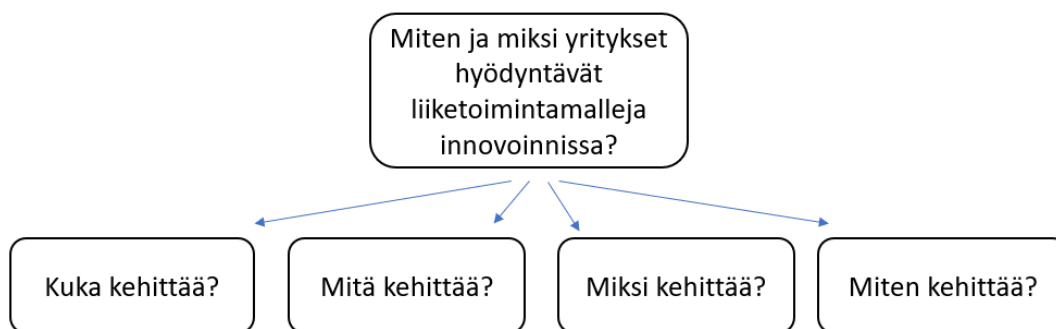 Miten ja miksi yritykset
hyödyntävät
liiketoimintamalleja
innovoinnissa?
Kuka kehittää?
Mitä kehittää?
Miksi kehittää?
Miten kehittää?